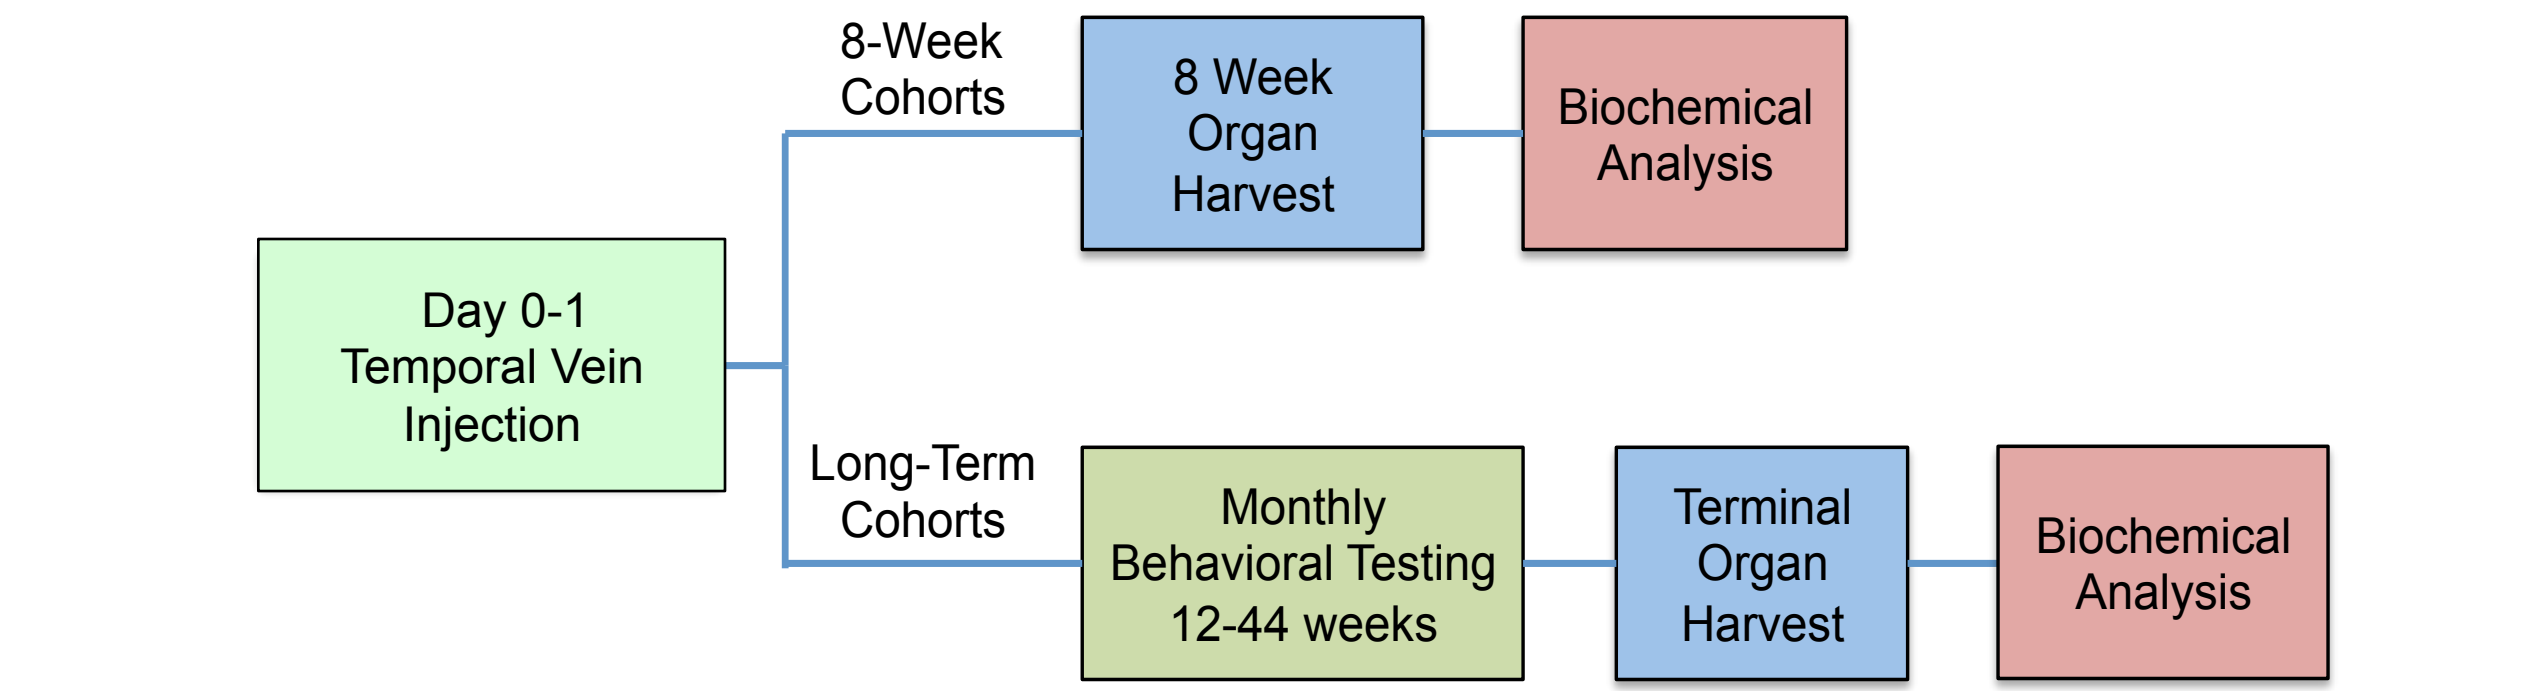 8-Week
Cohorts
8 Week
Organ
Harvest
Biochemical
Analysis
Day 0-1
Temporal Vein
Injection
Long-Term
Cohorts
Monthly
Behavioral Testing
12-44 weeks
Terminal
Organ
Harvest
Biochemical
Analysis